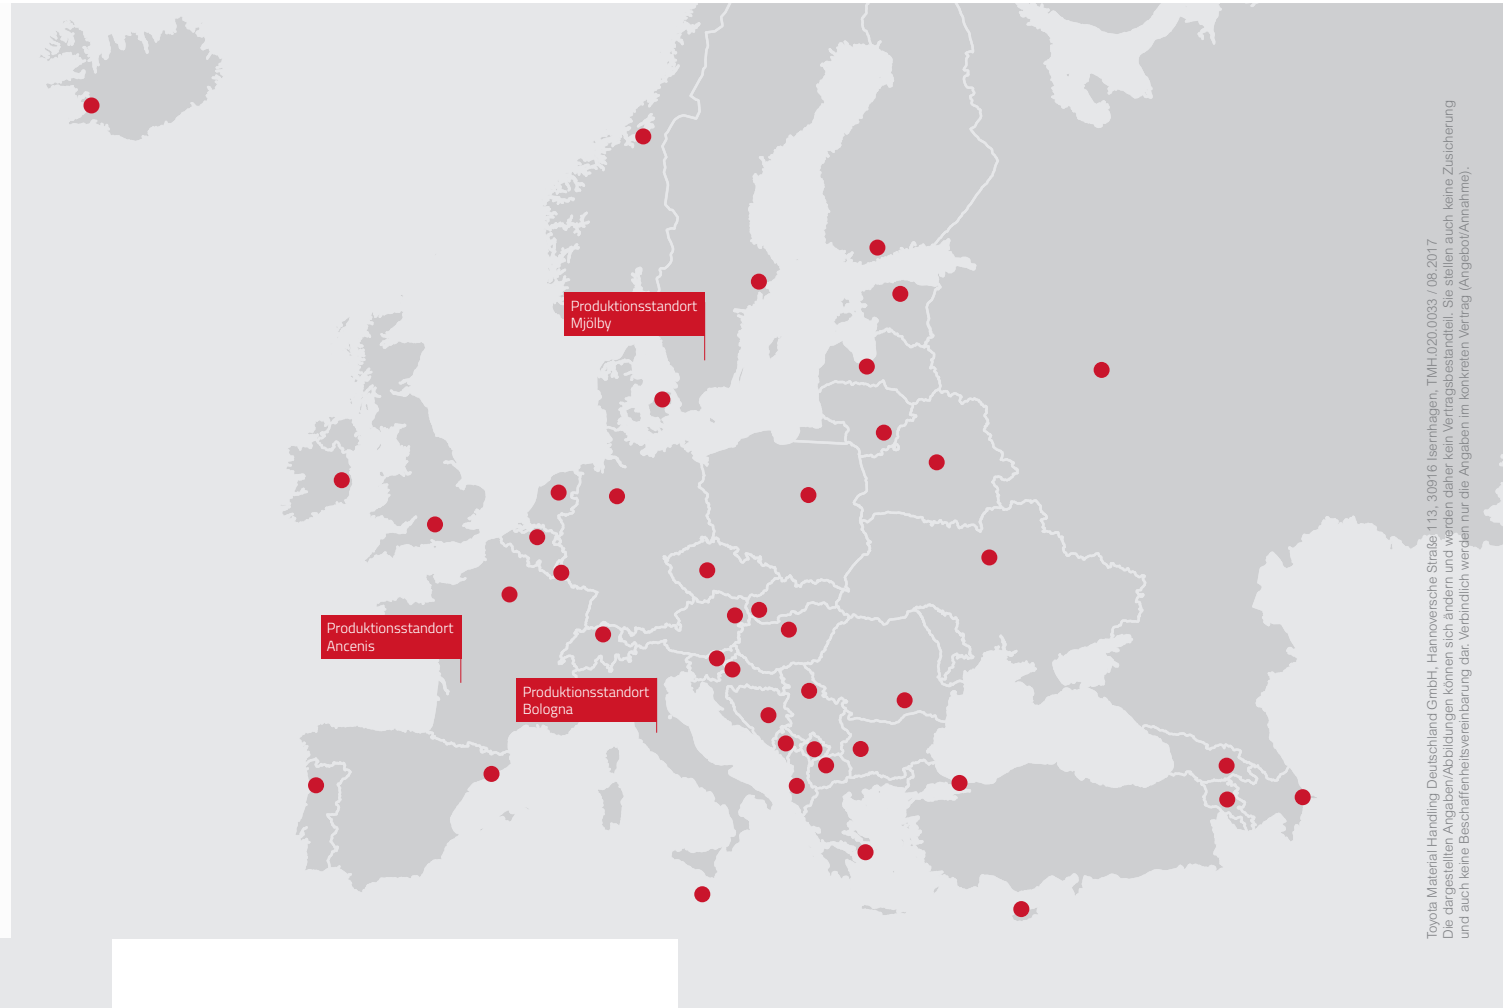 Produktionsstandort
Mjölby
Produktionsstandort
Ancenis
Produktionsstandort
Bologna
Toyota Material Handling Deutschland GmbH, Hannoversche Straße 113, 30916 Isernhagen, TMH.020.0033 / 08.2017
Die dargestellten Angaben/Abbildungen können sich ändern und werden daher kein Vertragsbestandteil. Sie stellen auch keine Zusicherung
und auch keine Beschaffenheitsvereinbarung dar. Verbindlich werden nur die Angaben im konkreten Vertrag (Angebot/Annahme).